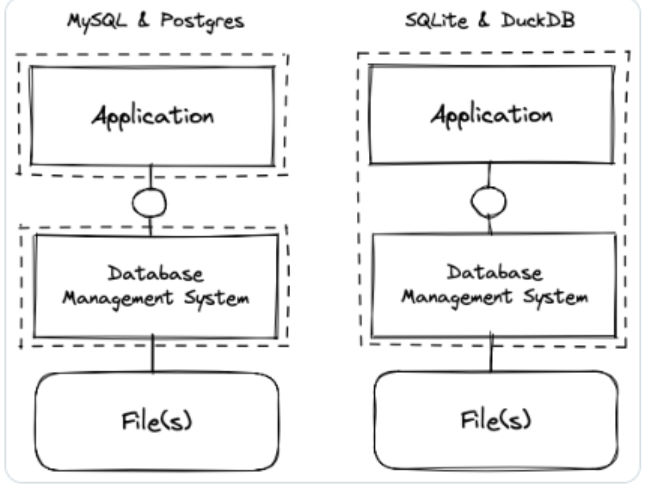 MySQL & Postgres
Application
Database
Management System
File(s)
SQLite & DuckDB
Application
Database
Management System
File(s)